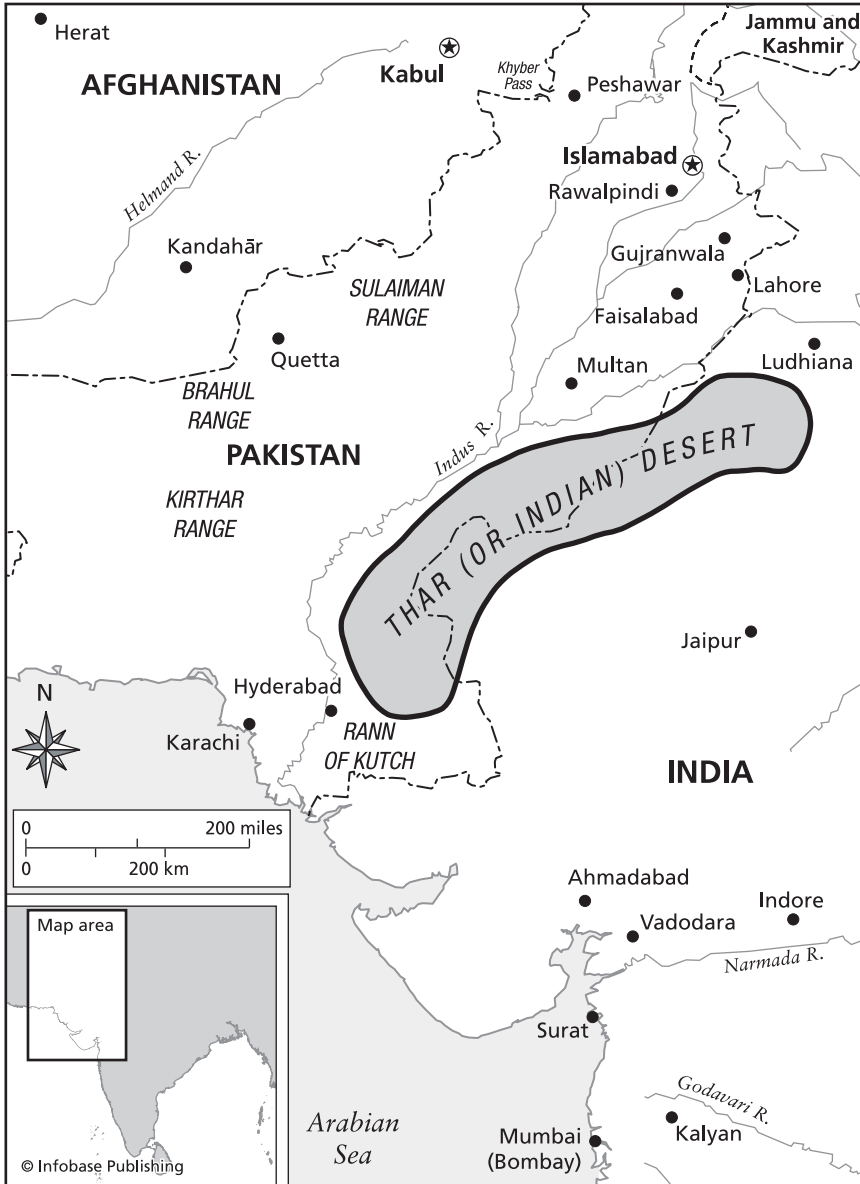 Herat
AFGHANISTAN
Kabul
Khyber
Pass
Peshawar
Jammu and
Kashmir
Helmand R.
Islamabad
Rawalpindi
Kandahār
Gujranwala
SULAIMAN
RANGE
Lahore
Faisalabad
Quetta
Multan
Ludhiana
BRAHUL
RANGE
PAKISTAN
Indus R.
THAR (OR INDIAN) DESERT
KIRTHAR
RANGE
Jaipur
N
Hyderabad
Karachi
RANN
OF KUTCH
INDIA
0 200 miles
0 200 km
Ahmadabad
Vadodara
Indore
Narmada R.
Map area
Surat
Godavari R.
Arabian
Sea
Mumbai
(Bombay)
Kalyan
© Infobase Publishing